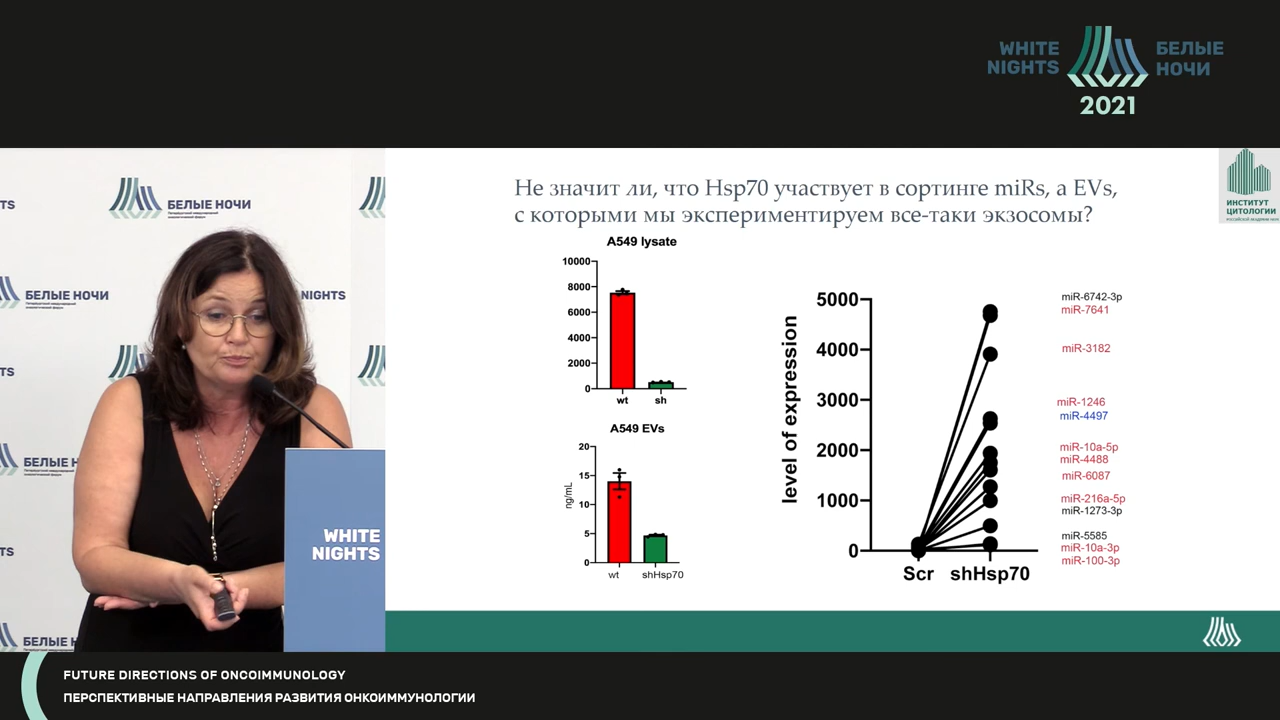 WHITE
NIGHTS
БЕЛЫЕ
НОЧИ
2021
БЕЛЫЕ НОЧИ
БЕЛЫЕ НОЧИ
NIGHTS
БЕЛЫЕ Н
БЕЛЫЕ Н
WHITE
NIGHTS
Не значит ли, что Hsp70 участвует в сортинге miRs, а EVs,
с которыми мы экспериментируем все-таки экзосомы?
ИНСТИТУТ
ЦИТОЛОГИИ
A549 lysate
10000
8000
6000
4000
2000
0
wt sh
A549 EVs
ng/mL
20
15
10
5
0
wt shHsp70
level of expression
5000
4000
3000
2000
1000
0
Scr shHsp70
miR-6742-3p
miR-7641
miR-3182
miR-1246
miR-4497
miR-10a-5p
miR-4488
miR-6087
miR-216a-5p
miR-1273-3p
miR-5585
miR-10a-3p
miR-100-3p
FUTURE DIRECTIONS OF ONCOIMMUNOLOGY
ПЕРСПЕКТИВНЫЕ НАПРАВЛЕНИЯ РАЗВИТИЯ ОНКОИММУНОЛОГИИ